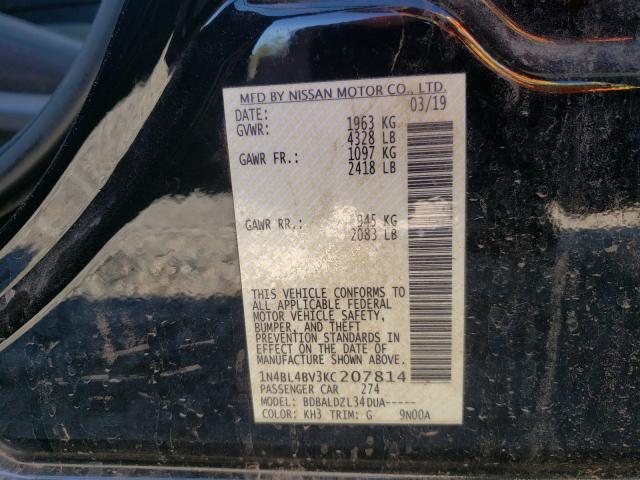 MFD BY NISSAN MOTOR CO., LTD.
DATE: 03/19
GVWR: 1963 KG
4328 LB
GAWR FR.: 1097 KG
2418 LB
GAWR RR.: 945 KG
2083 LB
THIS VEHICLE CONFORMS TO
ALL APPLICABLE FEDERAL
MOTOR VEHICLE SAFETY,
BUMPER, AND THEFT
PREVENTION STANDARDS
IN EFFECT ON DATE OF
MANUFACTURE SHOWN ABOVE.
1N4BL4BV3KC207814
PASSENGER CAR 274
MODEL: BDBALDZL34DUA-----
COLOR: KH3 TRIM: G 9N00A